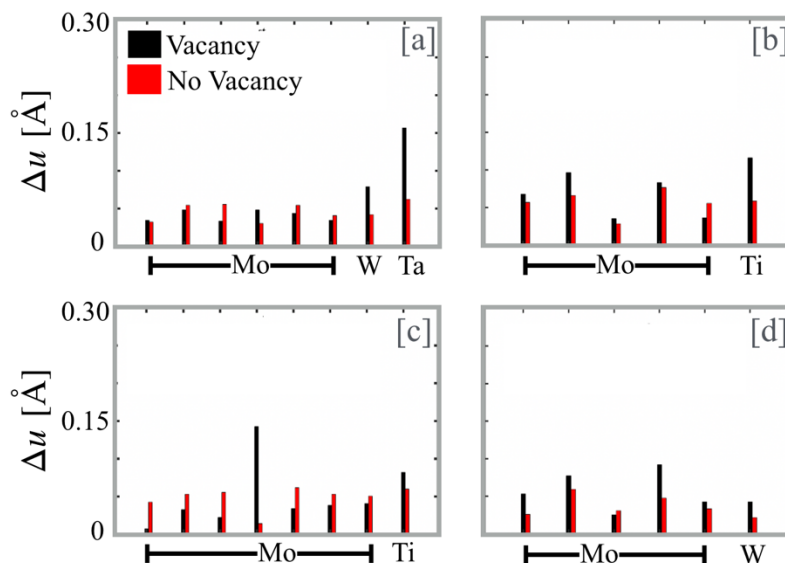 0.30
Vacancy
[a]
[b]
No Vacancy
Δu [Å]
0.15
0
Mo
W
Ta
Mo
Ti
0.30
[c]
[d]
Δu [Å]
0.15
0
Mo
Ti
Mo
W